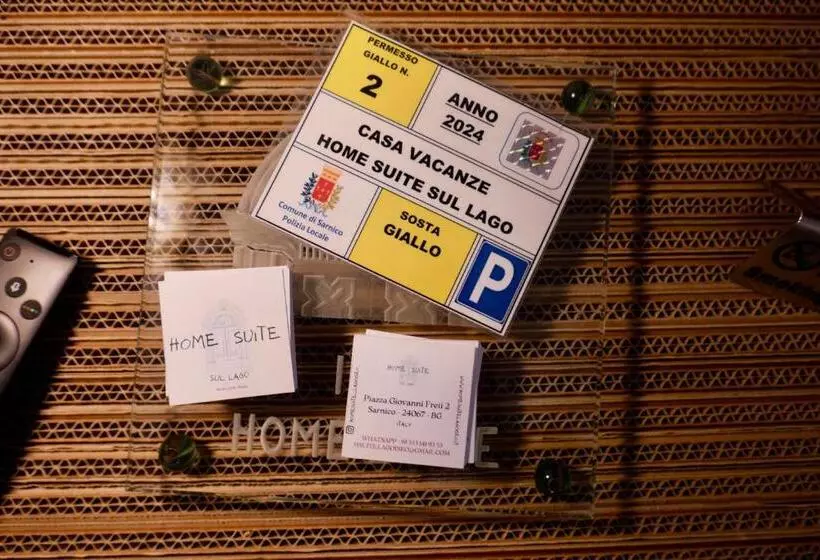 PERMESSO
GIALLO N.
2
ANNO
2024
CASA VACANZE
HOME SUITE SUL LAGO
Comune di Sarnico
Polizia Locale
SOSTA
GIALLO
P
HOME SUITE
SUL LAGO
HOME SUITE
Piazza Giovanni Freti 2
Sarnico - 24067 - BG
ITALY
HOME
E